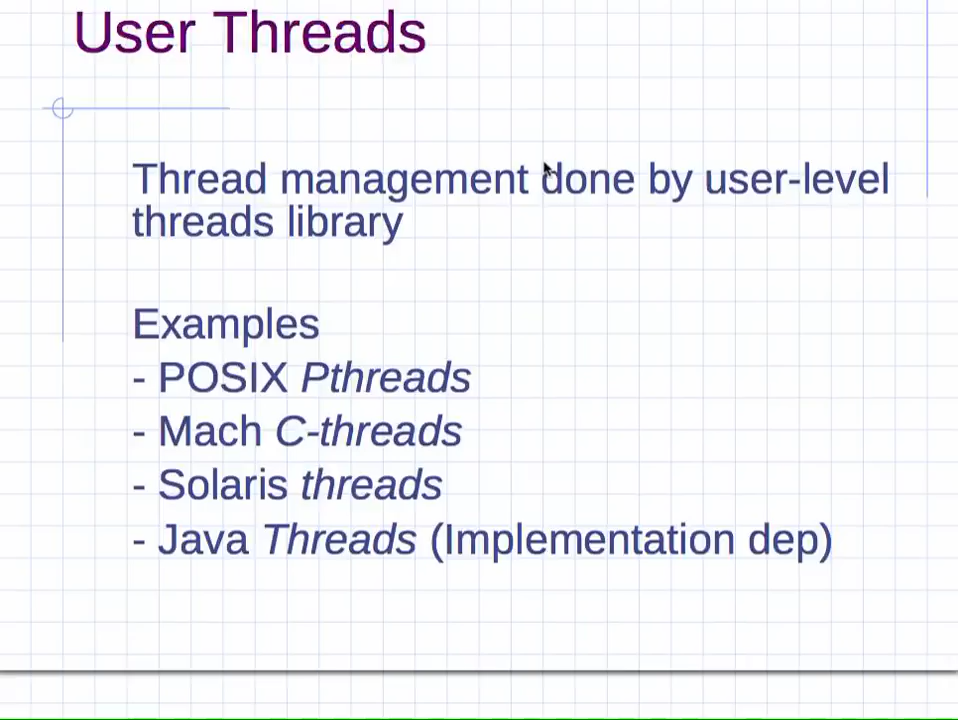 User Threads
Thread management done by user-level
threads library
Examples
- POSIX Pthreads
- Mach C-threads
- Solaris threads
- Java Threads (Implementation dep)